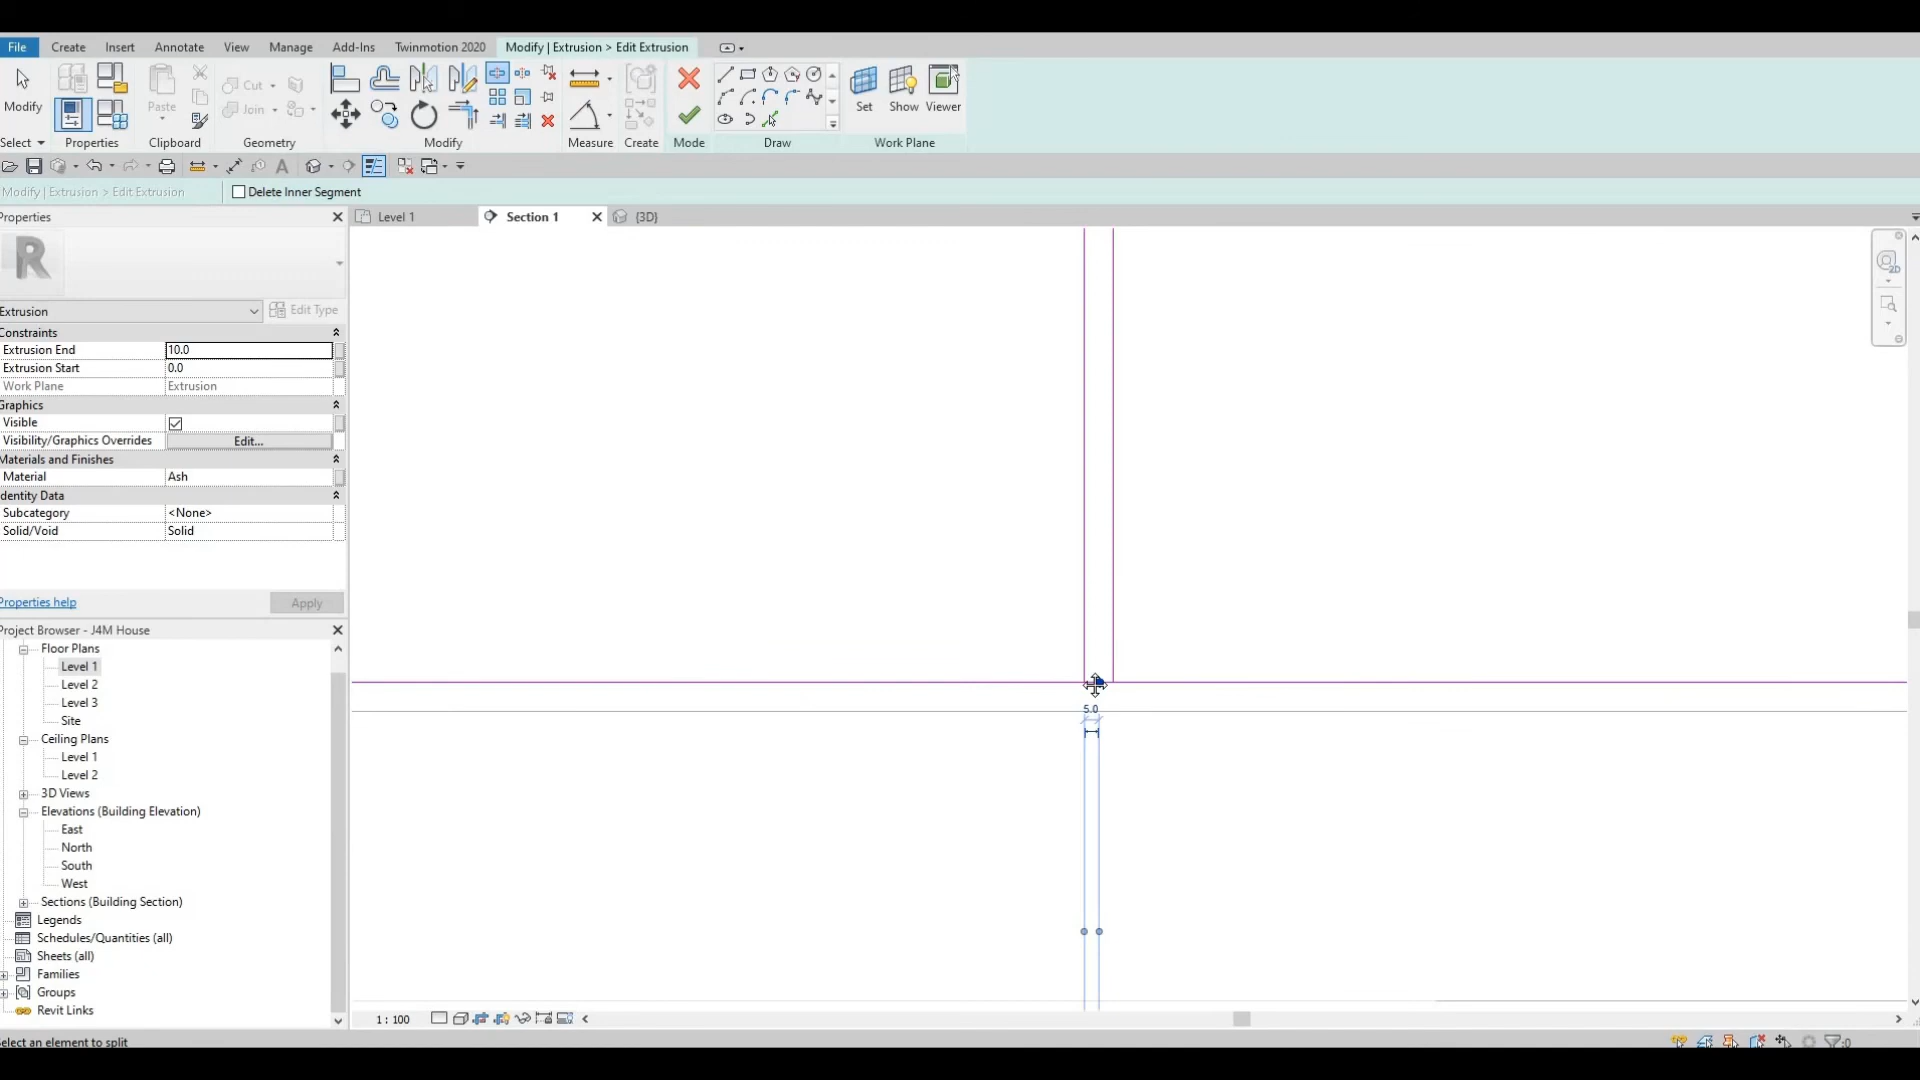 File Create Insert Annotate View Manage Add-Ins Twinmotion 2020 Modify | Extrusion > Edit Extrusion
Cut
Modify Paste Join Set Show Viewer
Select Properties Clipboard Geometry Modify Measure Create Mode Draw Work Plane
Modify | Extrusion > Edit Extrusion Delete Inner Segment
Properties Level 1 Section 1 {3D}
R
2D
Extrusion Edit Type
Constraints
Extrusion End 10.0
Extrusion Start 0.0
Work Plane Extrusion
Graphics
Visible
Visibility/Graphics Overrides Edit...
Materials and Finishes
Material Ash
Identity Data
Subcategory <None>
Solid/Void Solid
Properties help Apply
Project Browser - J4M House
Floor Plans
Level 1
Level 2
Level 3
Site
Ceiling Plans
Level 1
Level 2
3D Views
Elevations (Building Elevation)
East
North
South
West
Sections (Building Section)
Legends
Schedules/Quantities (all)
Sheets (all)
Families
Groups
Revit Links
5.0
1 : 100
Select an element to split
:0